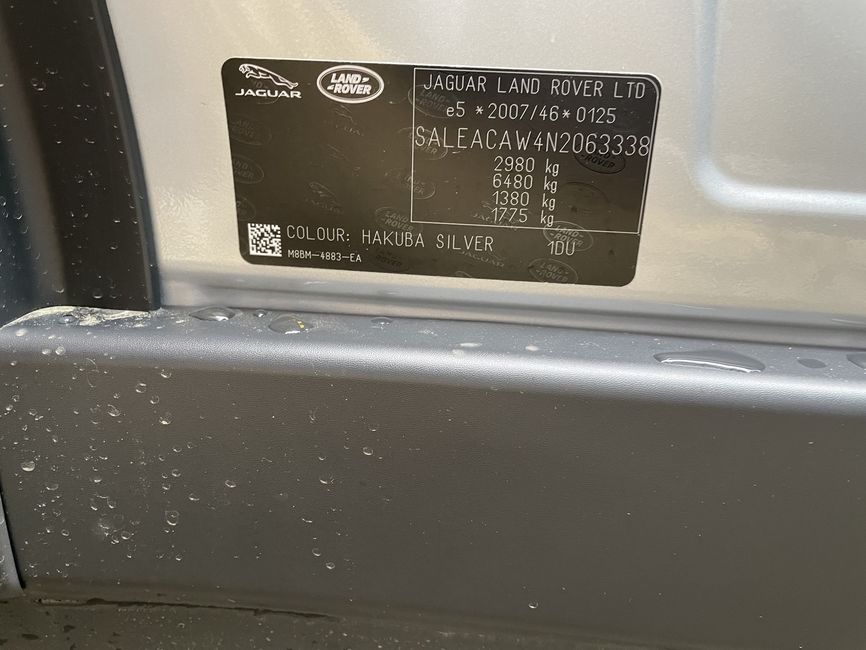 JAGUAR
LAND
ROVER
JAGUAR LAND ROVER LTD
e5 *2007/46*0125
SALEACAW4N2063338
2980 kg
6480 kg
1380 kg
1775 kg
COLOUR: HAKUBA SILVER 1DU
M8BM-4883-EA